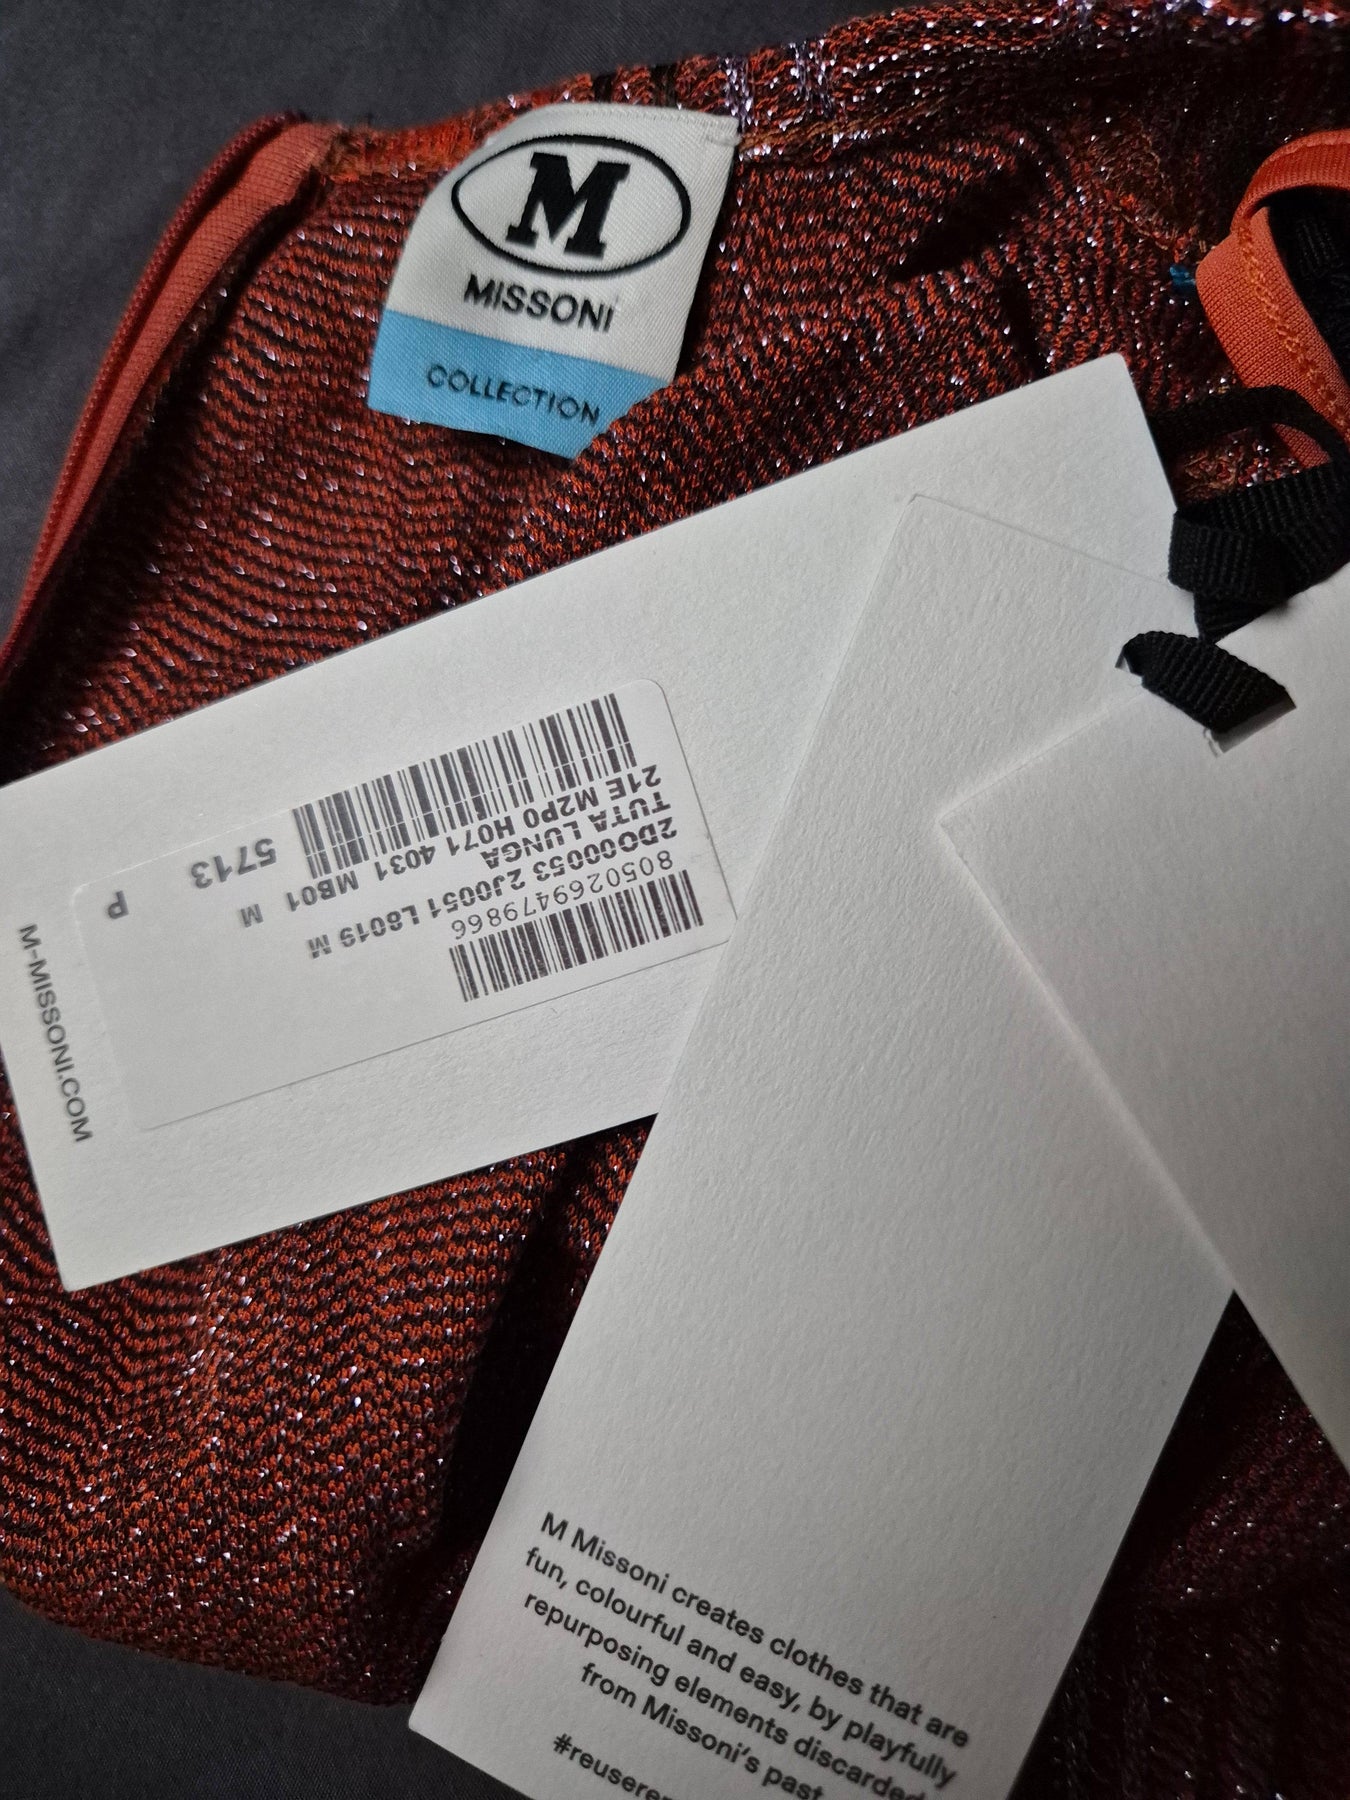 M
MISSONI
COLLECTION
8050269479866
2DO00053 2J0051 L8019 M
TUTA LUNGA
21E M2P0 H071 4031 MB01 M
5713 P
M-MISSONI.COM
M Missoni creates clothes that are
fun, colourful and easy, by playfully
repurposing elements discarded
from Missoni's past